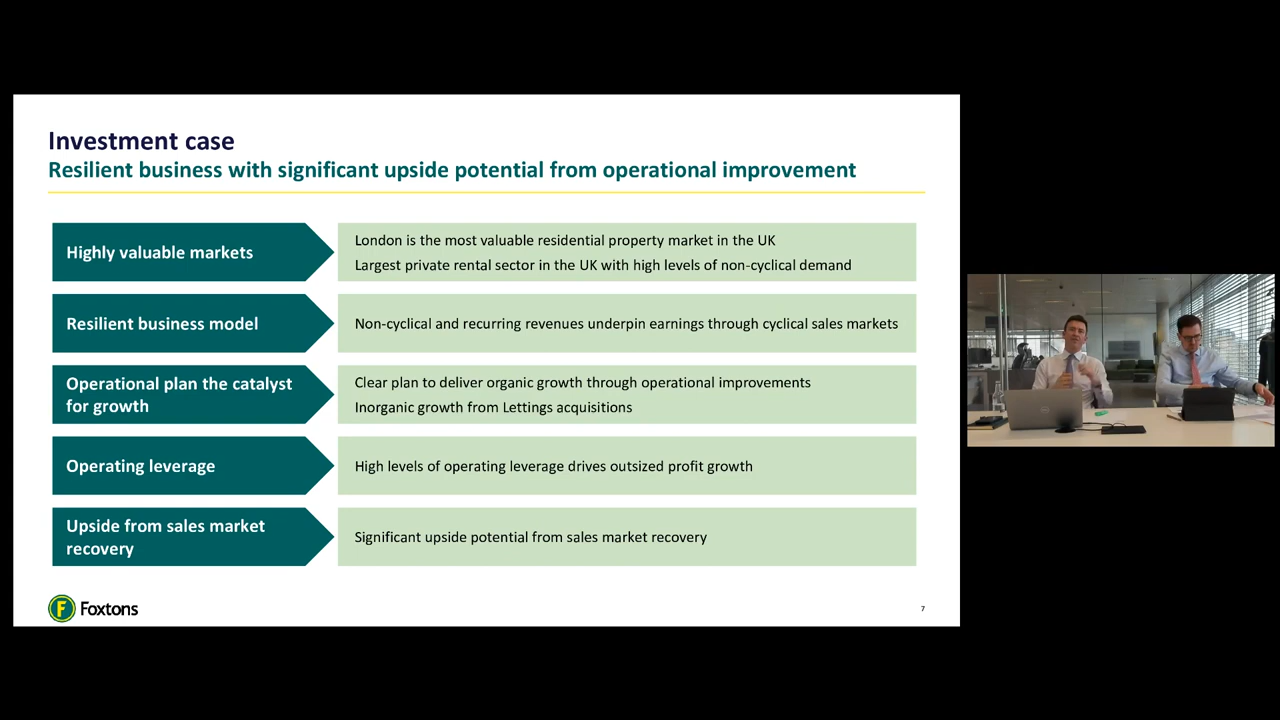 Investment case
Resilient business with significant upside potential from operational improvement
Highly valuable markets
London is the most valuable residential property market in the UK
Largest private rental sector in the UK with high levels of non-cyclical demand
Resilient business model
Non-cyclical and recurring revenues underpin earnings through cyclical sales markets
Operational plan the catalyst
for growth
Clear plan to deliver organic growth through operational improvements
Inorganic growth from Lettings acquisitions
Operating leverage
High levels of operating leverage drives outsized profit growth
Upside from sales market
recovery
Significant upside potential from sales market recovery
F Foxtons
7